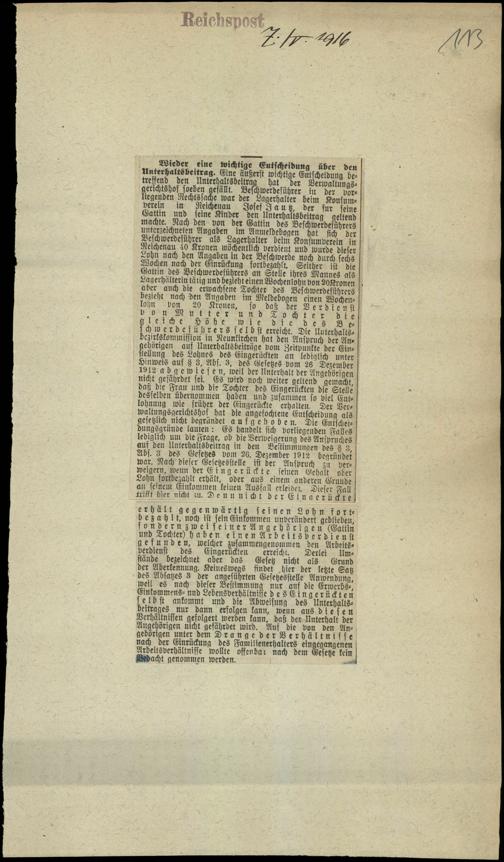 Reichspost
7. IV. 1916
113
Wieder eine wichtige Entscheidung über den
Unterhaltsbeitrag. Eine äußerst wichtige Entscheidung be-
treffend den Unterhaltsbeitrag hat der Verwaltungs-
gerichtshof soeben gefällt. Beschwerdeführer in der vor-
liegenden Rechtssache war der Lagerhalter beim Konsum-
verein in Reichenau Josef Jautz, der für seine
Gattin und seine Kinder den Unterhaltsbeitrag geltend
machte. Nach den von der Gattin des Beschwerdeführers
unterzeichneten Angaben im Anmeldebogen hat sich der
Beschwerdeführer als Lagerhalter beim Konsumverein in
Reichenau 40 Kronen wöchentlich verdient und wurde dieser
Lohn nach den Angaben in der Beschwerde noch durch sechs
Wochen nach der Einrückung fortbezahlt. Seither ist die
Gattin des Beschwerdeführers an Stelle ihres Mannes als
Lagerhalterin tätig und bezieht einen Wochenlohn von 20 Kronen
aber auch die erwachsene Tochter des Beschwerdeführers
bezieht nach den Angaben im Meldebogen einen Wochen-
lohn von 20 Kronen, so daß der Verdienst
von Mutter und Tochter die
gleiche Höhe wie die des Be-
schwerdeführers selbst erreicht. Die Unterhalts-
bezirkskommission in Neunkirchen hat den Anspruch der An-
gehörigen auf Unterhaltsbeiträge vom Zeitpunkte der Ein-
stellung des Lohnes des Eingerückten an lediglich unter
Hinweis auf § 3, Abs. 3, des Gesetzes vom 26. Dezember
1912 abgewiesen, weil der Unterhalt der Angehörigen
nicht gefährdet sei. Es wird noch weiter geltend gemacht,
daß die Frau und die Tochter des Eingerückten die Stelle
desselben übernommen haben und zusammen so viel Ent-
lohnung wie früher der Eingerückte erhalten. Der Ver-
waltungsgerichtshof hat die angefochtene Entscheidung als
gesetzlich nicht begründet aufgehoben. Die Entschei-
dungsgründe lauten: Es handelt sich vorliegenden Falles
lediglich um die Frage, ob die Verweigerung des Anspruches
auf den Unterhaltsbeitrag in den Bestimmungen des § 3,
Abs. 3 des Gesetzes vom 26. Dezember 1912 begründet
war. Nach dieser Gesetzesstelle ist der Anspruch zu ver-
weigern, wenn der Eingerückte seinen Gehalt oder
Lohn fortbezahlt erhält, oder aus einem anderen Grunde
an seinem Einkommen keinen Ausfall erleidet. Dieser Fall
trifft hier nicht zu. Denn nicht der Eingerückte
erhält gegenwärtig seinen Lohn fort-
bezahlt, noch ist sein Einkommen unverändert geblieben,
sondern zwei seiner Angehörigen (Gattin
und Tochter) haben einen Arbeitsverdienst
gefunden, welcher zusammengenommen den Arbeits-
verdienst des Eingerückten erreicht. Derlei Um-
stände bezeichnet aber das Gesetz nicht als Grund
der Aberkennung. Keineswegs findet hier der letzte Satz
des Absatzes 3 der angeführten Gesetzesstelle Anwendung,
weil es nach dieser Bestimmung nur auf die Erwerbs-,
Einkommens- und Lebensverhältnisse des Eingerückten
selbst ankommt und die Abweisung des Unterhalts-
beitrages nur dann erfolgen kann, wenn aus diesen
Verhältnissen gefolgert werden kann, daß der Unterhalt der
Angehörigen nicht gefährdet wird. Auf die von den An-
gehörigen unter dem Drange der Verhältnisse
nach der Einrückung des Familienerhalters eingegangenen
Arbeitsverhältnisse wollte offenbar nach dem Gesetze kein
Bedacht genommen werden.